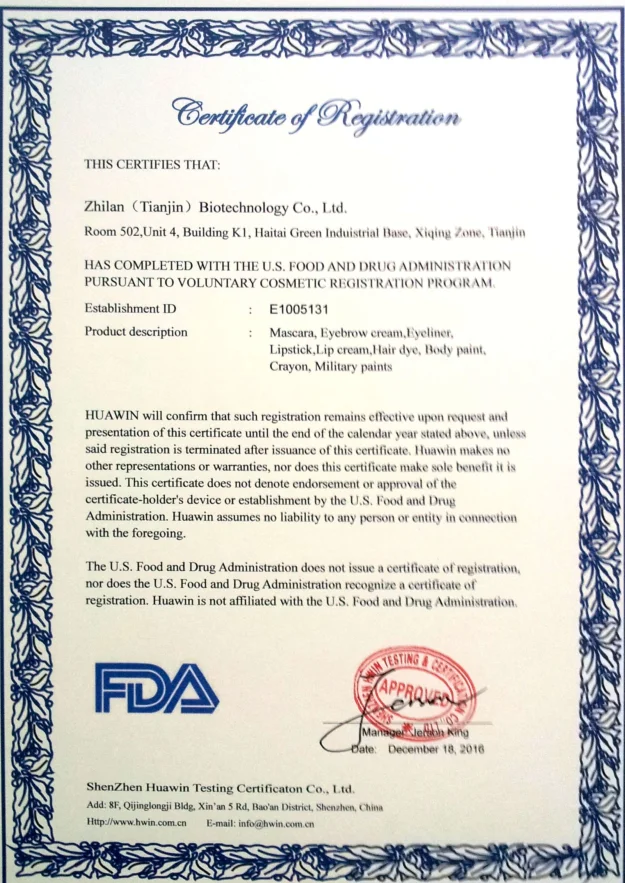 Certificate of Registration
THIS CERTIFIES THAT:
Zhilan（Tianjin）Biotechnology Co., Ltd.
Room 502,Unit 4, Building K1, Haitai Green Induistrial Base, Xiqing Zone, Tianjin
HAS COMPLETED WITH THE U.S. FOOD AND DRUG ADMINISTRATION
PURSUANT TO VOLUNTARY COSMETIC REGISTRATION PROGRAM.
Establishment ID : E1005131
Product description : Mascara, Eyebrow cream,Eyeliner,
Lipstick,Lip cream,Hair dye, Body paint,
Crayon, Military paints
HUAWIN will confirm that such registration remains effective upon request and
presentation of this certificate until the end of the calendar year stated above, unless
said registration is terminated after issuance of this certificate. Huawin makes no
other representations or warranties, nor does this certificate make sole benefit it is
issued. This certificate does not denote endorsement or approval of the
certificate-holder's device or establishment by the U.S. Food and Drug
Administration. Huawin assumes no liability to any person or entity in connection
with the foregoing.
The U.S. Food and Drug Administration does not issue a certificate of registration,
nor does the U.S. Food and Drug Administration recognize a certificate of
registration. Huawin is not affiliated with the U.S. Food and Drug Administration.
FDA
HWIN TESTING &
APPROVED
Manager: Jerson King
Date: December 18, 2016
ShenZhen Huawin Testing Certificaton Co., Ltd.
Add: 8F, Qijinglongji Bldg, Xin'an 5 Rd, Bao'an District, Shenzhen, China
Http://www.hwin.com.cn E-mail: info@hwin.com.cn